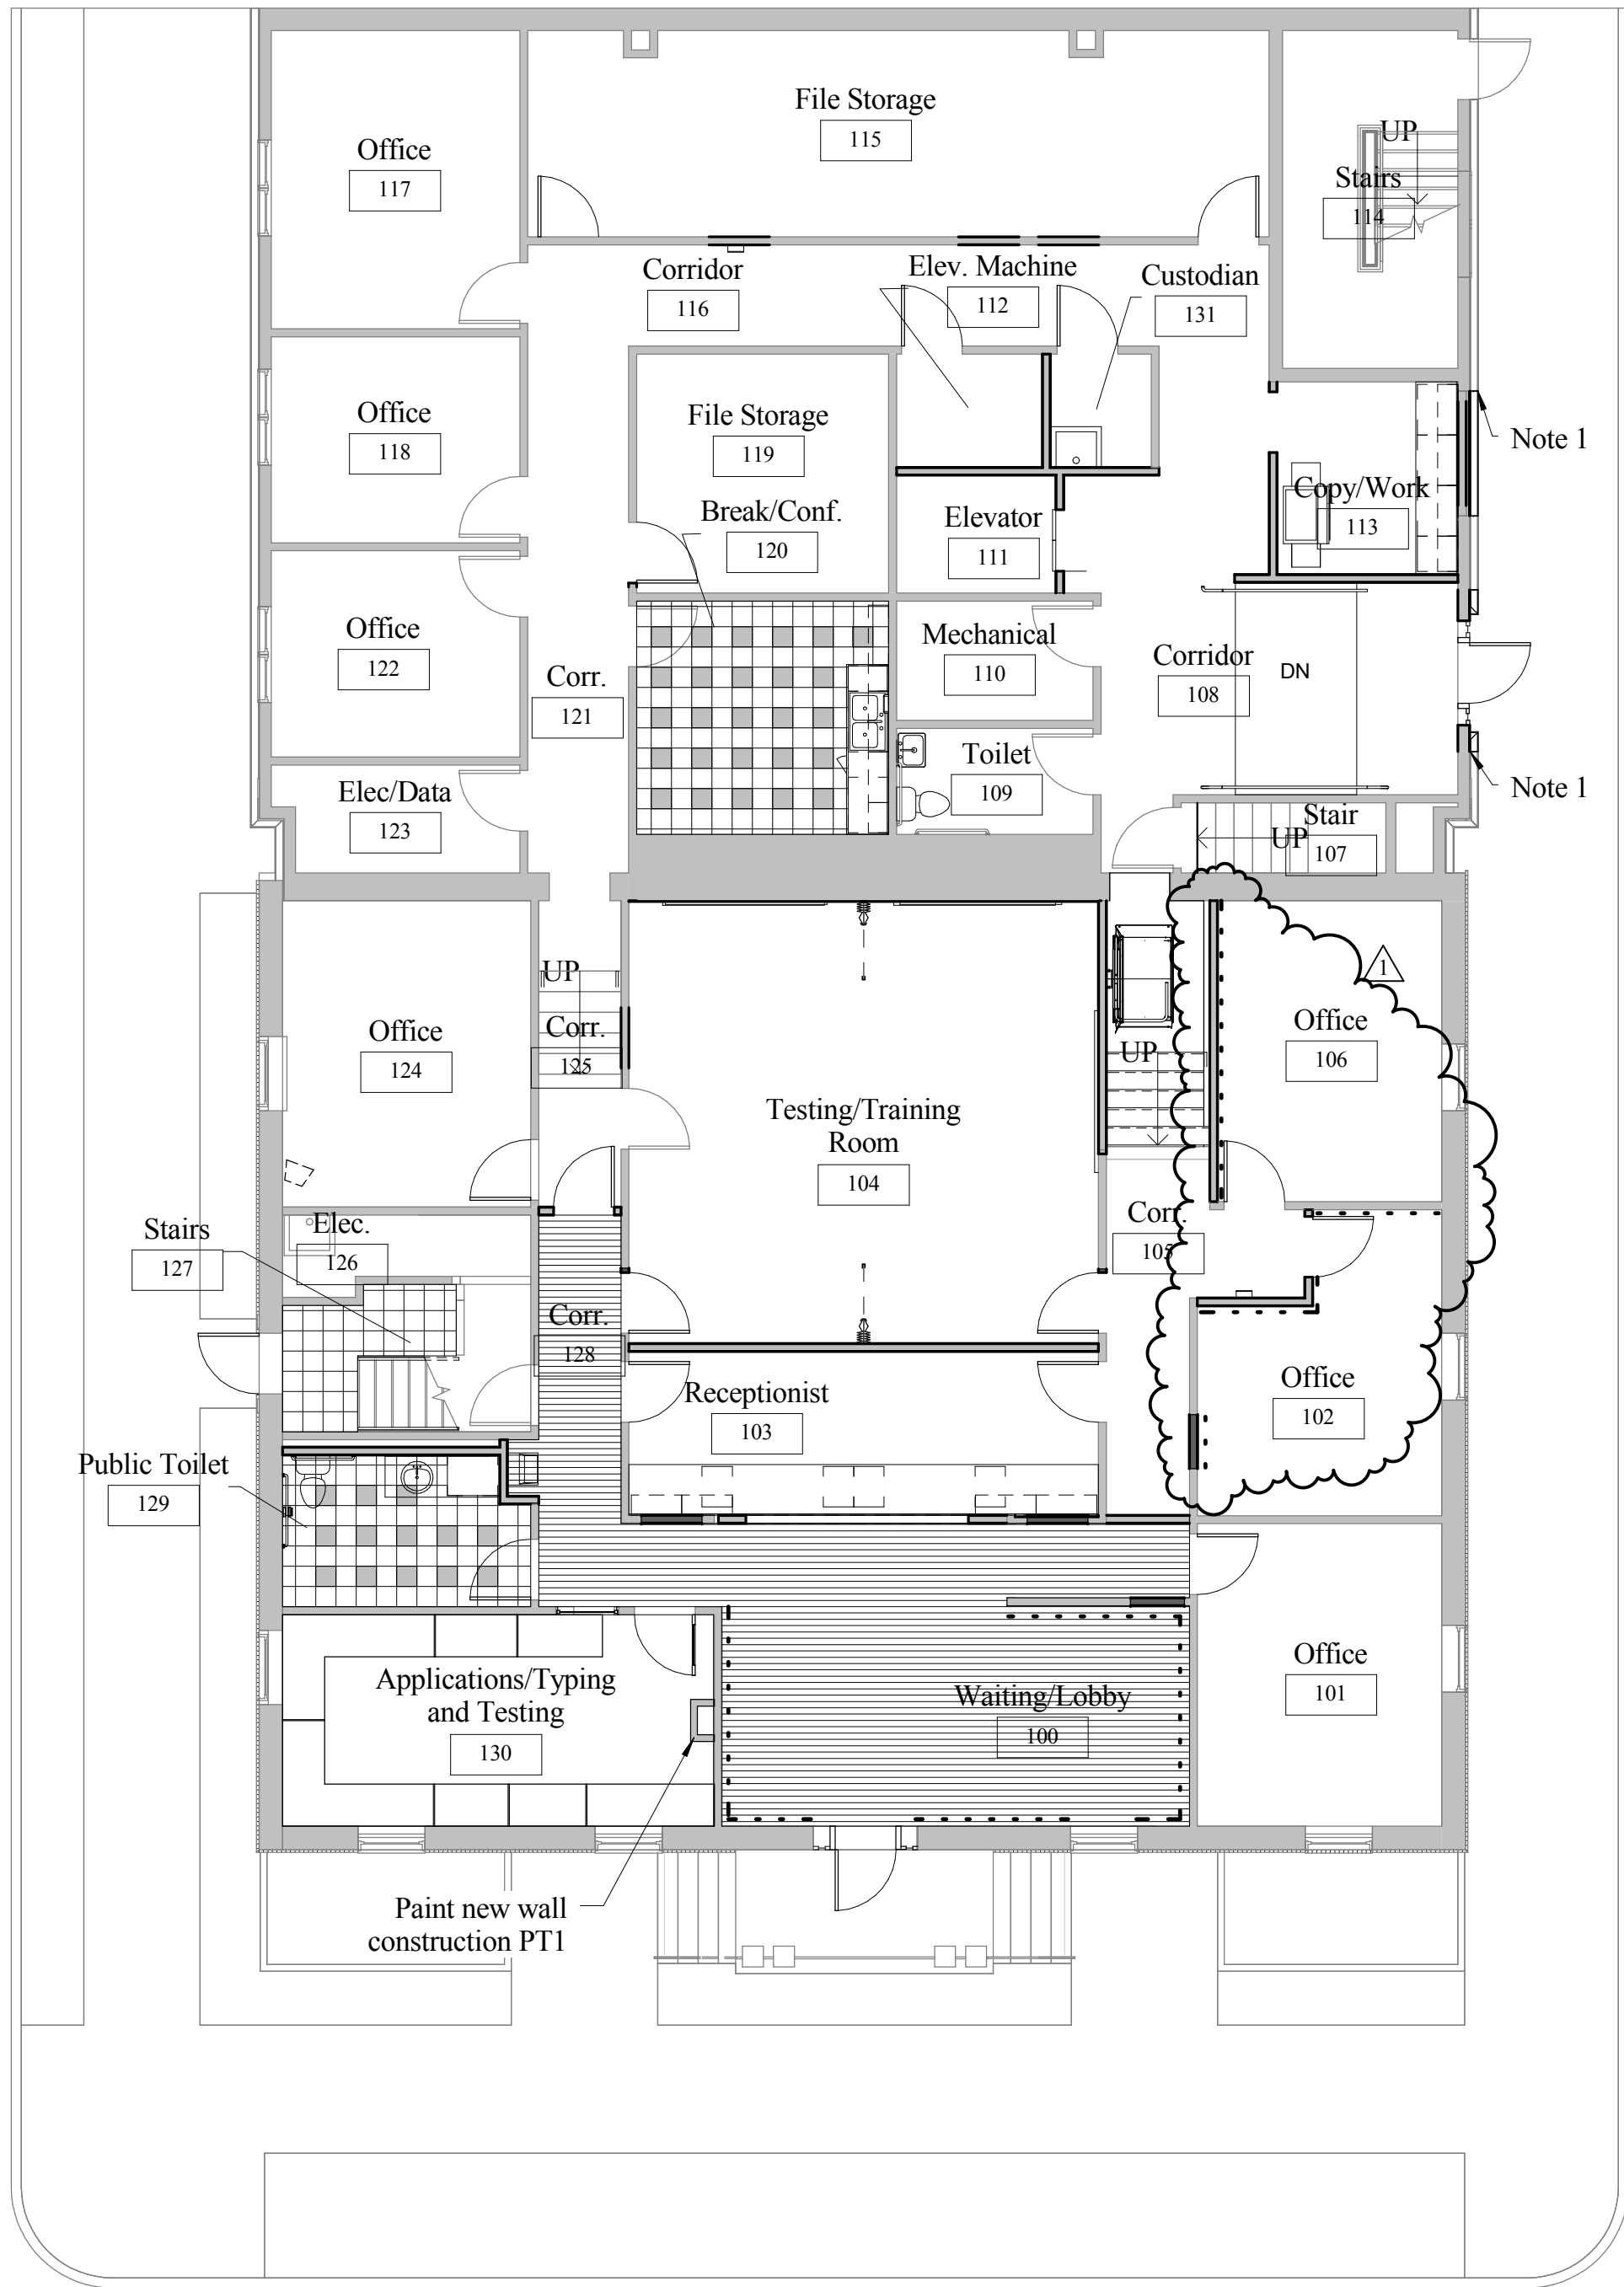 File Storage
115
Office
117
UP
Stairs
114
Corridor
116
Elev. Machine
112
Custodian
131
Office
118
File Storage
119
Note 1
Copy/Work
113
Break/Conf.
120
Elevator
111
Office
122
Mechanical
110
Corridor
108
DN
Corr.
121
Toilet
109
Note 1
Elec/Data
123
Stair
107
UP
1
UP
Office
124
Corr.
125
Office
106
UP
Testing/Training
Room
104
Stairs
127
Elec.
126
Corr.
105
Corr.
128
Office
102
Receptionist
103
Public Toilet
129
Office
101
Applications/Typing
and Testing
130
Waiting/Lobby
100
Paint new wall
construction PT1